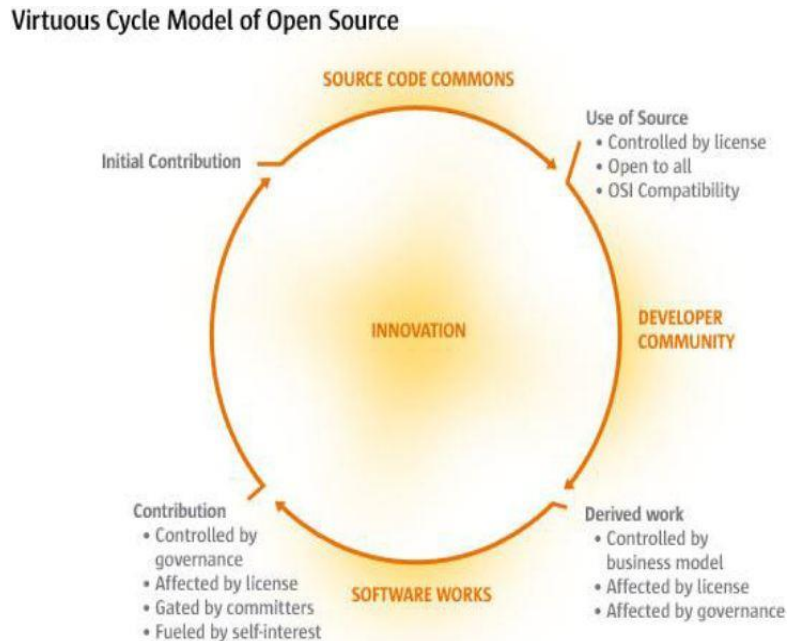 Virtuous Cycle Model of Open Source
SOURCE CODE COMMONS
Initial Contribution
Use of Source
• Controlled by license
• Open to all
• OSI Compatibility
INNOVATION
DEVELOPER
COMMUNITY
Contribution
• Controlled by
governance
• Affected by license
• Gated by committers
• Fueled by self-interest
SOFTWARE WORKS
Derived work
• Controlled by
business model
• Affected by license
• Affected by governance